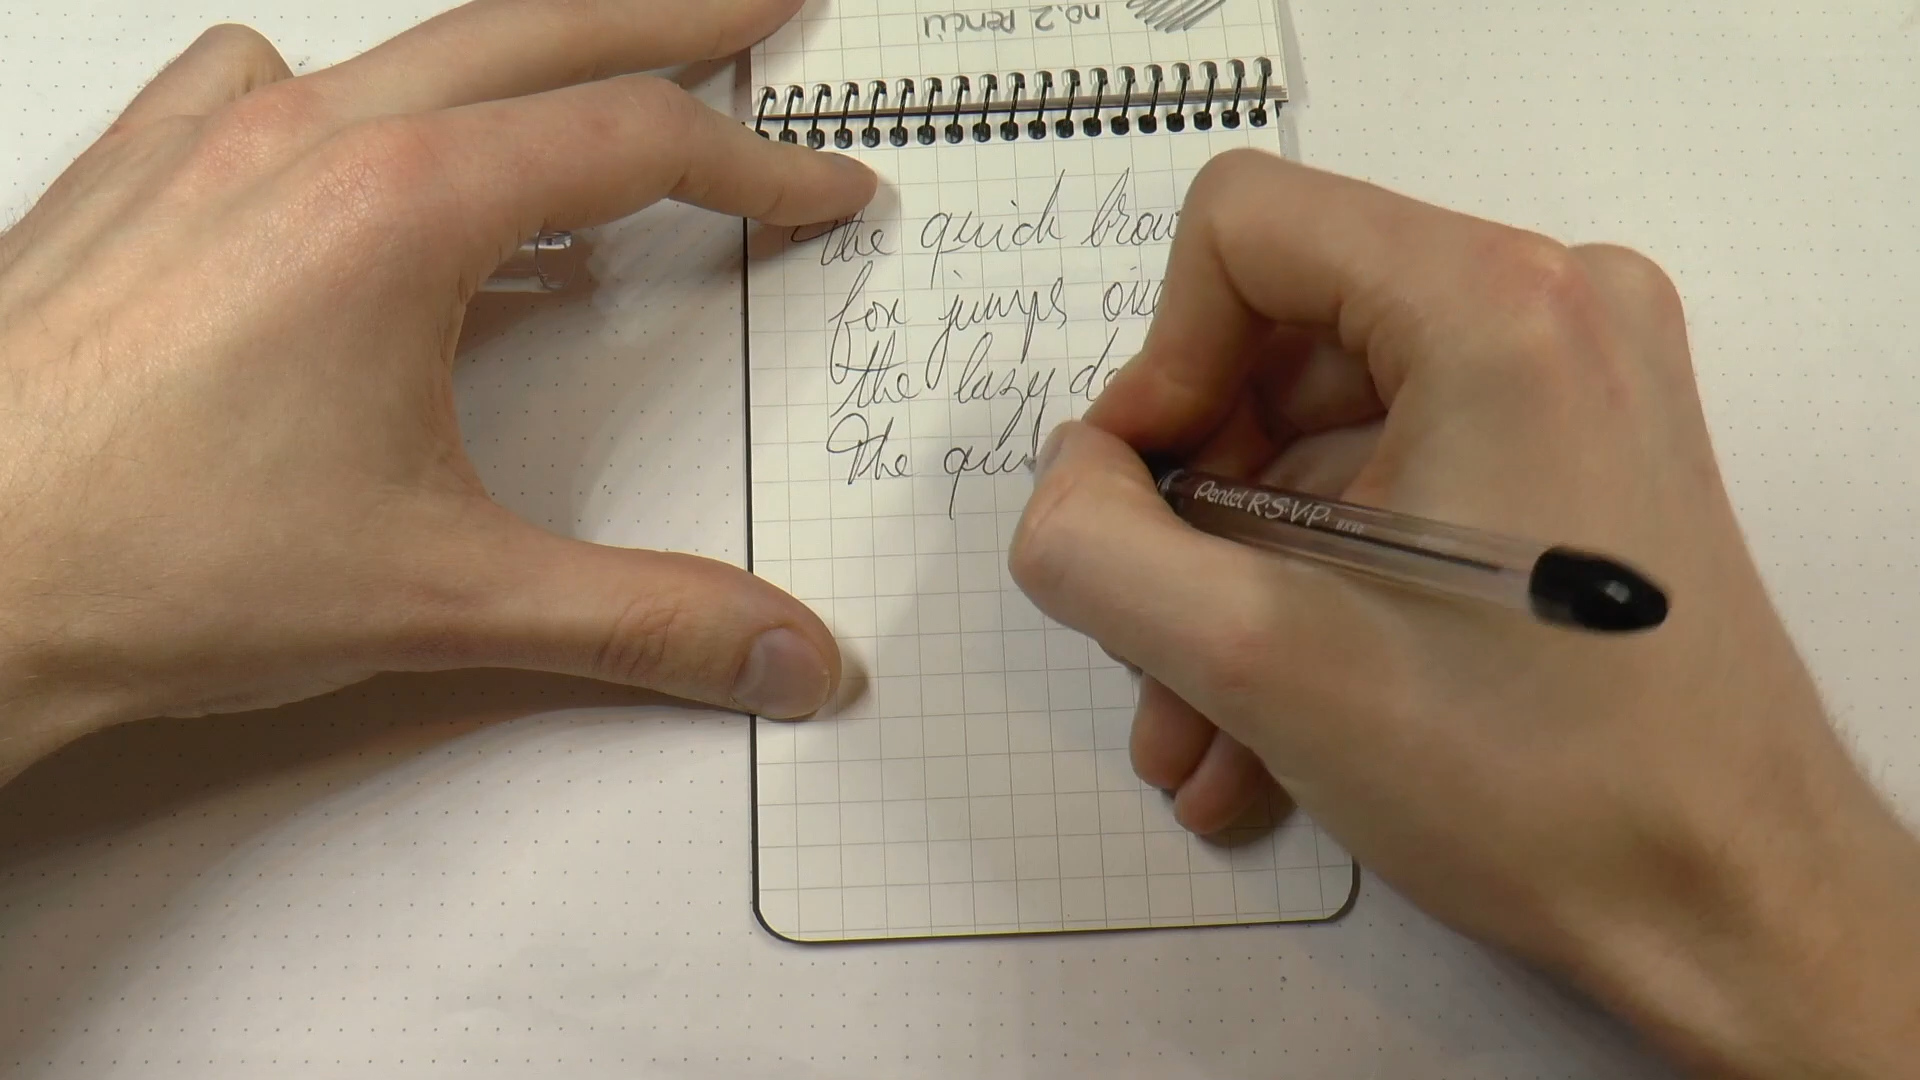 no.2 pencil
the quick brow
fox jumps ove
the lazy do
The qui
Pentel R.S.V.P.